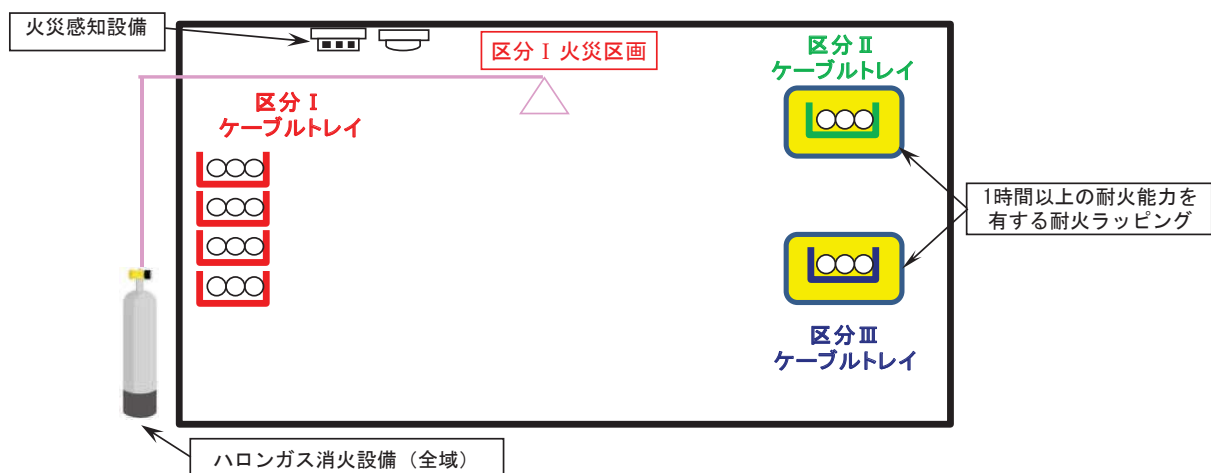 火災感知設備
区分Ⅰ 火災区画
区分Ⅱ
ケーブルトレイ
区分Ⅰ
ケーブルトレイ
1時間以上の耐火能力を
有する耐火ラッピング
区分Ⅲ
ケーブルトレイ
ハロンガス消火設備（全域）